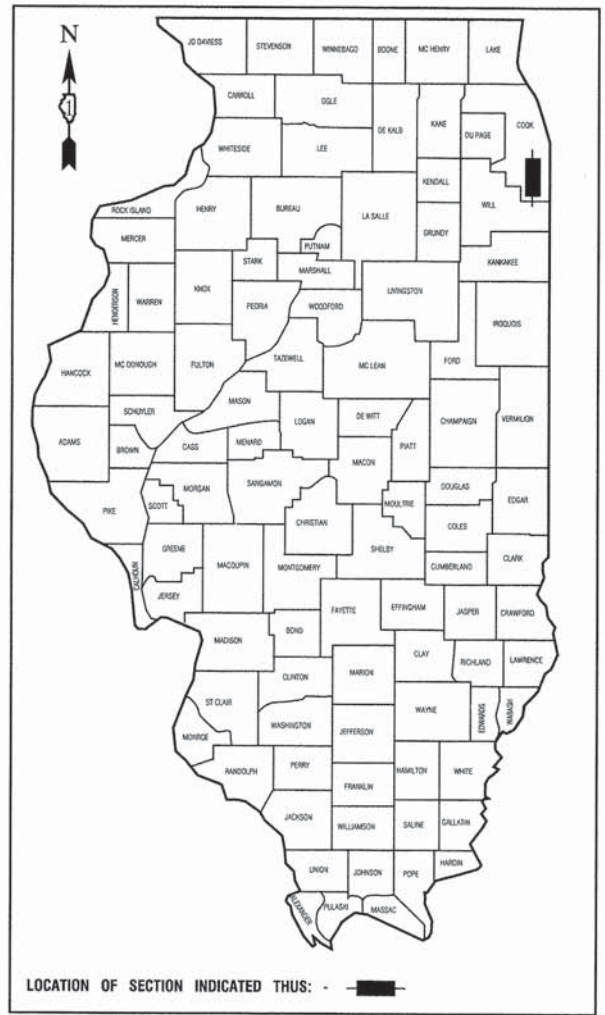 N
1
JO DAVIESS STEVENSON WINNEBAGO BOONE MC HENRY LAKE
CARROLL OGLE DE KALB KANE DU PAGE COOK
WHITESIDE LEE
KENDALL
ROCK ISLAND HENRY BUREAU LA SALLE GRUNDY WILL
MERCER PUTNAM
STARK MARSHALL KANKAKEE
HENDERSON WARREN KNOX PEORIA WOODFORD LIVINGSTON IROQUOIS
HANCOCK MC DONOUGH FULTON TAZEWELL MC LEAN FORD
MASON
SCHUYLER LOGAN DE WITT CHAMPAIGN VERMILION
ADAMS BROWN CASS MENARD PIATT
MACON
PIKE SCOTT MORGAN SANGAMON MOULTRIE DOUGLAS EDGAR
CHRISTIAN COLES
GREENE MACOUPIN MONTGOMERY SHELBY CUMBERLAND CLARK
CALHOUN JERSEY FAYETTE EFFINGHAM JASPER CRAWFORD
MADISON BOND
CLAY RICHLAND LAWRENCE
CLINTON MARION
ST CLAIR WAYNE EDWARDS WABASH
WASHINGTON JEFFERSON
MONROE
RANDOLPH PERRY HAMILTON WHITE
FRANKLIN
JACKSON WILLIAMSON SALINE GALLATIN
UNION JOHNSON POPE HARDIN
ALEXANDER PULASKI MASSAC
LOCATION OF SECTION INDICATED THUS: -